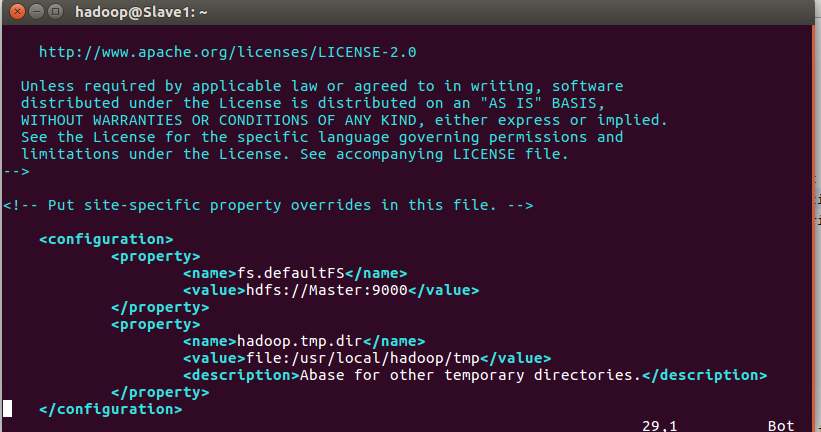 hadoop@Slave1: ~
http://www.apache.org/licenses/LICENSE-2.0
Unless required by applicable law or agreed to in writing, software
distributed under the License is distributed on an "AS IS" BASIS,
WITHOUT WARRANTIES OR CONDITIONS OF ANY KIND, either express or implied.
See the License for the specific language governing permissions and
limitations under the License. See accompanying LICENSE file.
-->
<!-- Put site-specific property overrides in this file. -->
<configuration>
<property>
<name>fs.defaultFS</name>
<value>hdfs://Master:9000</value>
</property>
<property>
<name>hadoop.tmp.dir</name>
<value>file:/usr/local/hadoop/tmp</value>
<description>Abase for other temporary directories.</description>
</property>
</configuration>
29,1 Bot